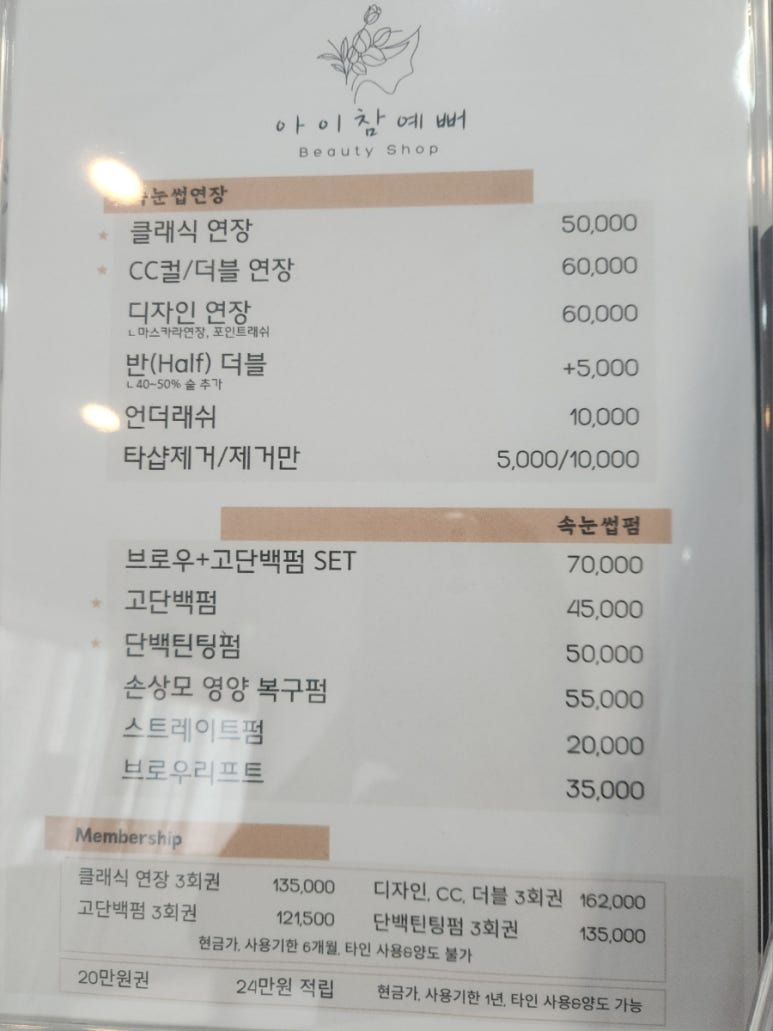 아이참예뻐
Beauty Shop
속눈썹연장
★ 클래식 연장 50,000
★ CC컬/더블 연장 60,000
디자인 연장 60,000
ㄴ마스카라연장, 포인트래쉬
반(Half) 더블 +5,000
ㄴ40~50% 숱 추가
언더래쉬 10,000
타샵제거/제거만 5,000/10,000
속눈썹펌
브로우+고단백펌 SET 70,000
★ 고단백펌 45,000
★ 단백틴팅펌 50,000
손상모 영양 복구펌 55,000
스트레이트펌 20,000
브로우리프트 35,000
Membership
클래식 연장 3회권 135,000 디자인, CC, 더블 3회권 162,000
고단백펌 3회권 121,500 단백틴팅펌 3회권 135,000
현금가, 사용기한 6개월, 타인 사용&양도 불가
20만원권 24만원 적립 현금가, 사용기한 1년, 타인 사용&양도 가능